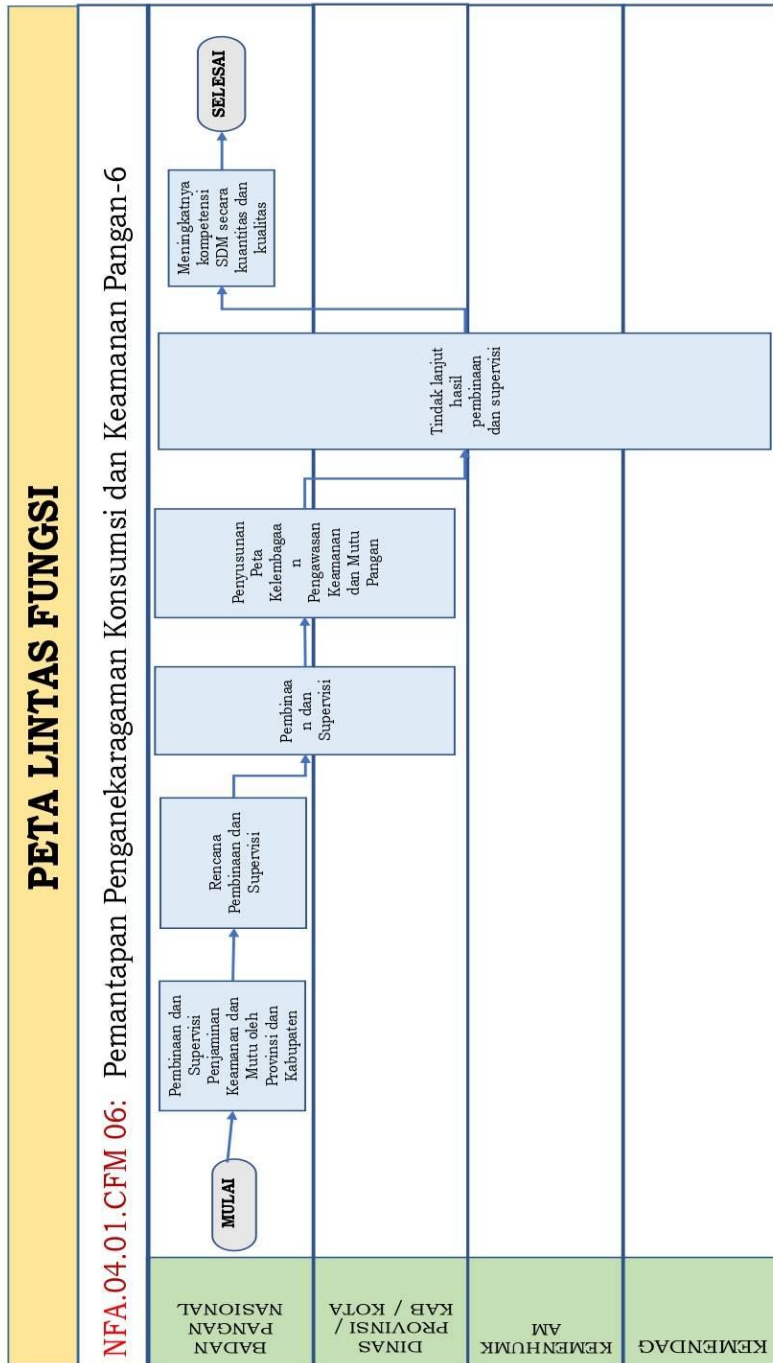 PETA LINTAS FUNGSI
NFA.04.01.CFM 06: Pemantapan Penganekaragaman Konsumsi dan Keamanan Pangan-6
BADAN
PANGAN
NASIONAL
MULAI
Pembinaan dan
Supervisi
Penjaminan
Keamanan dan
Mutu oleh
Provinsi dan
Kabupaten
Rencana
Pembinaan dan
Supervisi
Pembinaa
n dan
Supervisi
Penyusunan
Peta
Kelembagaa
n
Pengawasan
Keamanan
dan Mutu
Pangan
Tindak lanjut
hasil
pembinaan
dan supervisi
Meningkatnya
kompetensi
SDM secara
kuantitas dan
kualitas
SELESAI
DINAS
PROVINSI /
KAB / KOTA
KEMENHUMK
AM
KEMENDAG